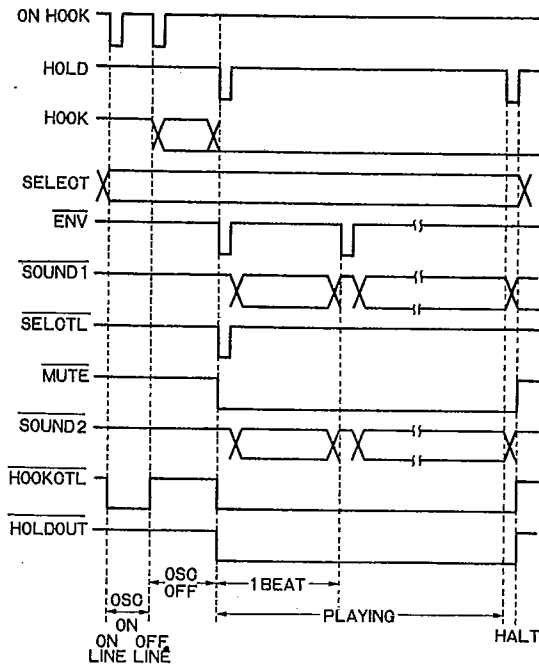 ON HOOK
HOLD
HOOK
SELECT
ENV
SOUND1
SELCTL
MUTE
SOUND2
HOOKCTL
HOLDOUT
OSC ON
OSC OFF
1 BEAT
PLAYING
ON LINE
OFF LINE
HALT